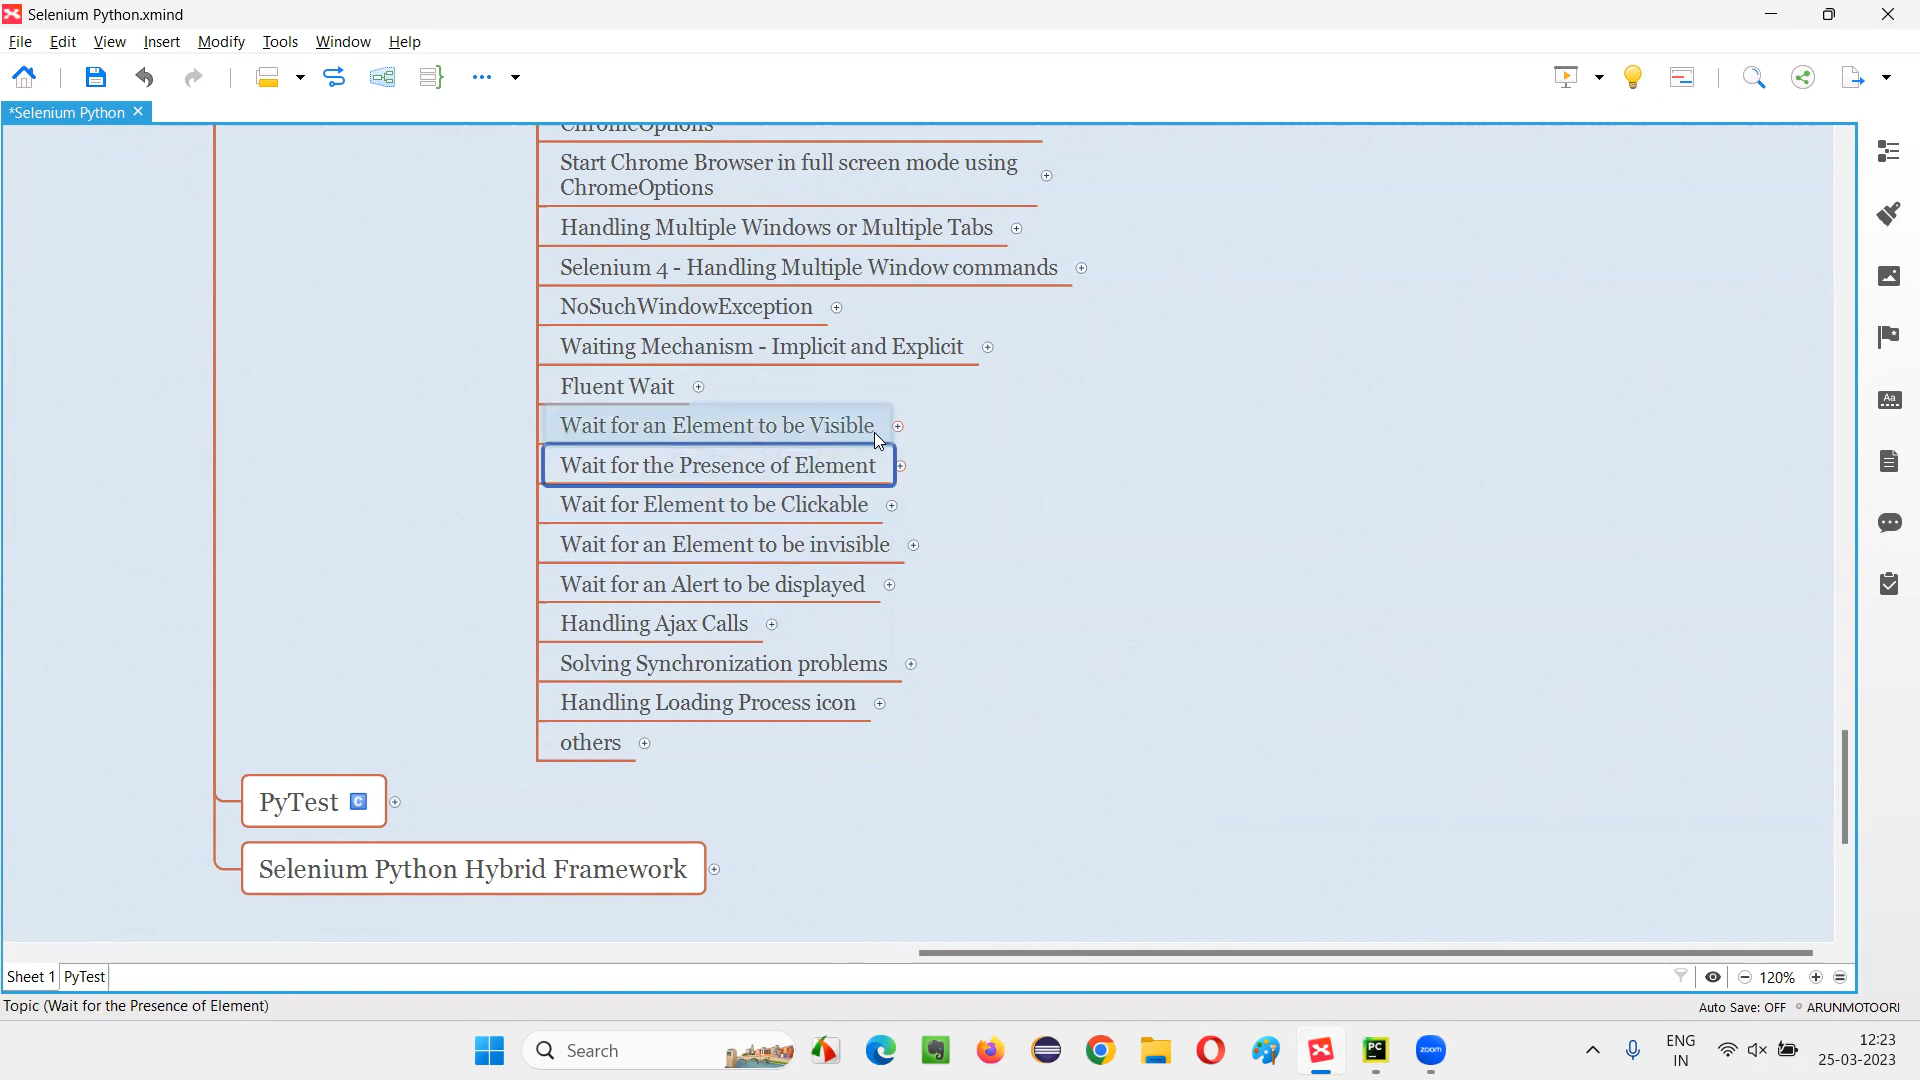 Selenium Python.xmind
File Edit View Insert Modify Tools Window Help
*Selenium Python
ChromeOptions
Start Chrome Browser in full screen mode using
ChromeOptions
Handling Multiple Windows or Multiple Tabs
Selenium 4 - Handling Multiple Window commands
NoSuchWindowException
Waiting Mechanism - Implicit and Explicit
Fluent Wait
Wait for an Element to be Visible
Wait for the Presence of Element
Wait for Element to be Clickable
Wait for an Element to be invisible
Wait for an Alert to be displayed
Handling Ajax Calls
Solving Synchronization problems
Handling Loading Process icon
others
PyTest C
Selenium Python Hybrid Framework
Aa
Sheet 1 PyTest
120%
Topic (Wait for the Presence of Element)
Auto Save: OFF ARUNMOTOORI
Search
PC
zoom
ENG
IN
12:23
25-03-2023